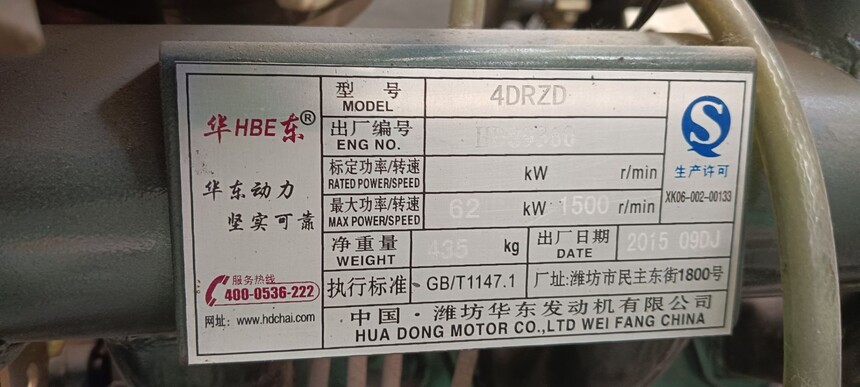 华HBE东®
华东动力
坚实可靠
服务热线
400-0536-222
网址: www.hdchai.com
型 号 4DRZD
MODEL
出厂编号
ENG NO.
标定功率/转速 kW r/min
RATED POWER/SPEED
最大功率/转速 62 kW 1500 r/min
MAX POWER/SPEED
净重量 435 kg
WEIGHT
出厂日期 2015 09DJ
DATE
执行标准 GB/T1147.1
厂址:潍坊市民主东街1800号
生产许可
XK06-002-00133
中国·潍坊华东发动机有限公司
HUA DONG MOTOR CO.,LTD WEI FANG CHINA